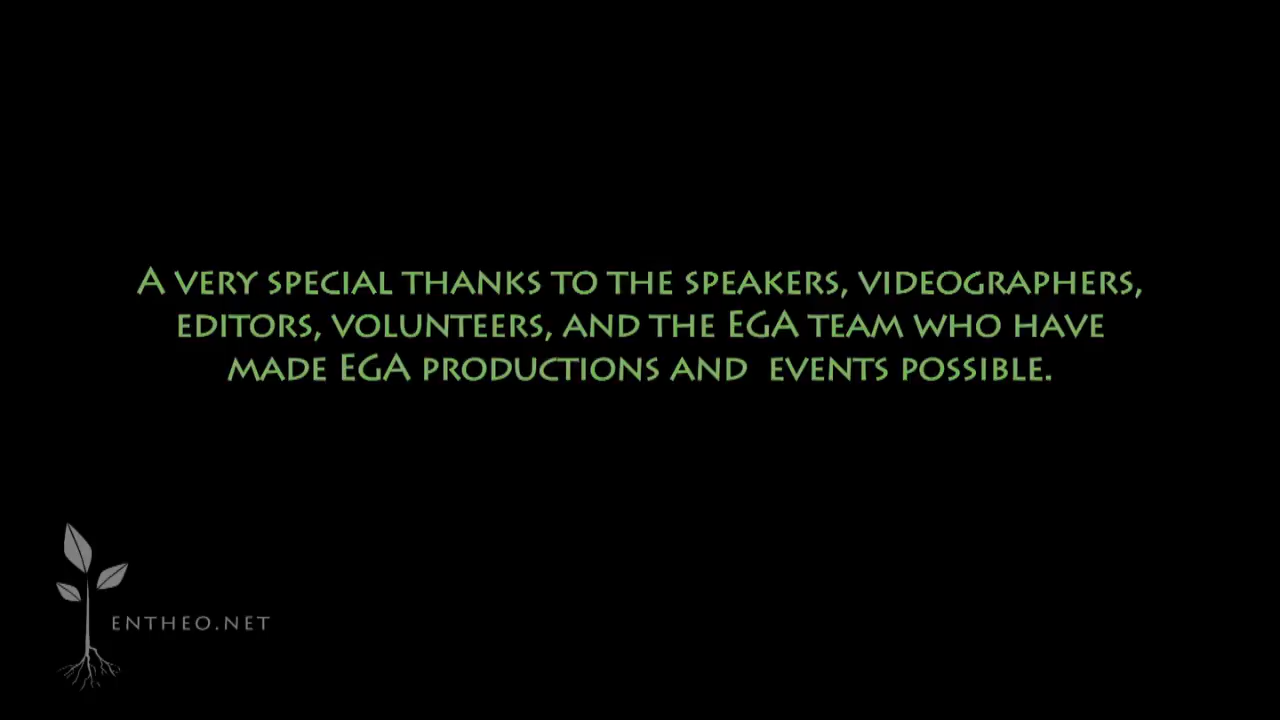 A VERY SPECIAL THANKS TO THE SPEAKERS, VIDEOGRAPHERS,
EDITORS, VOLUNTEERS, AND THE EGA TEAM WHO HAVE
MADE EGA PRODUCTIONS AND  EVENTS POSSIBLE.
ENTHEO.NET